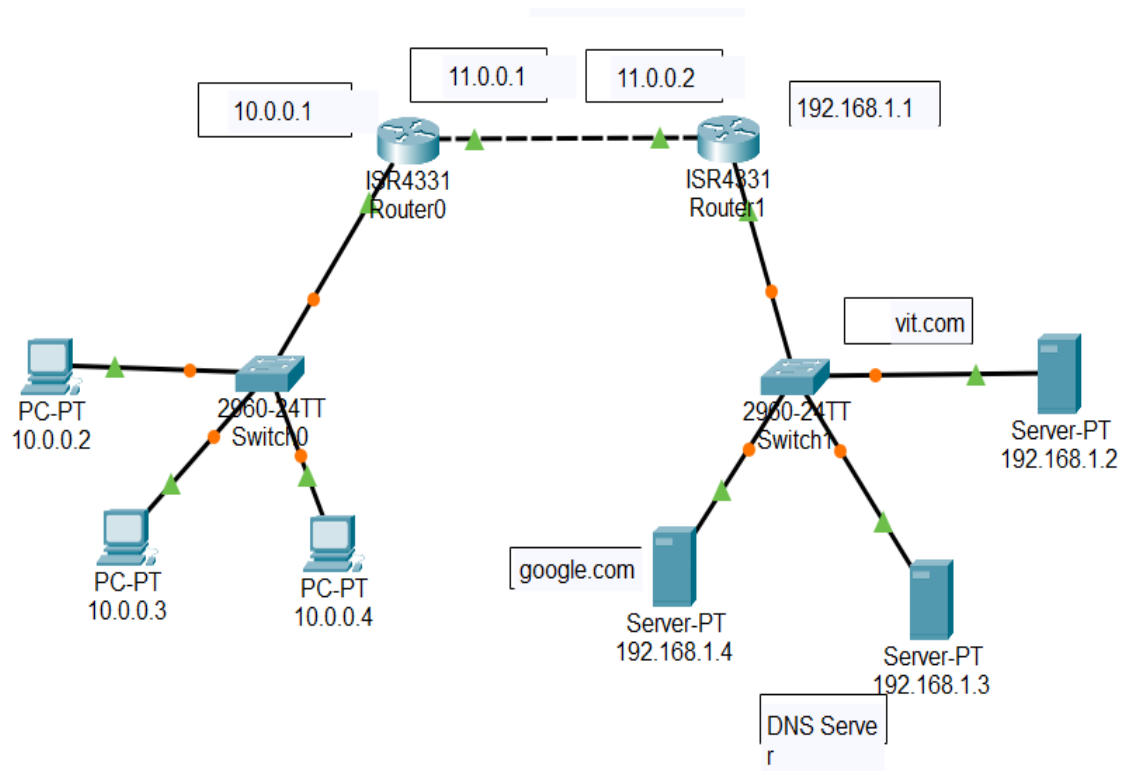 11.0.0.1
11.0.0.2
10.0.0.1
192.168.1.1
ISR4331
Router0
ISR4331
Router1
vit.com
PC-PT
10.0.0.2
2960-24TT
Switch0
2960-24TT
Switch1
Server-PT
192.168.1.2
PC-PT
10.0.0.3
PC-PT
10.0.0.4
google.com
Server-PT
192.168.1.4
Server-PT
192.168.1.3
DNS Serve
r